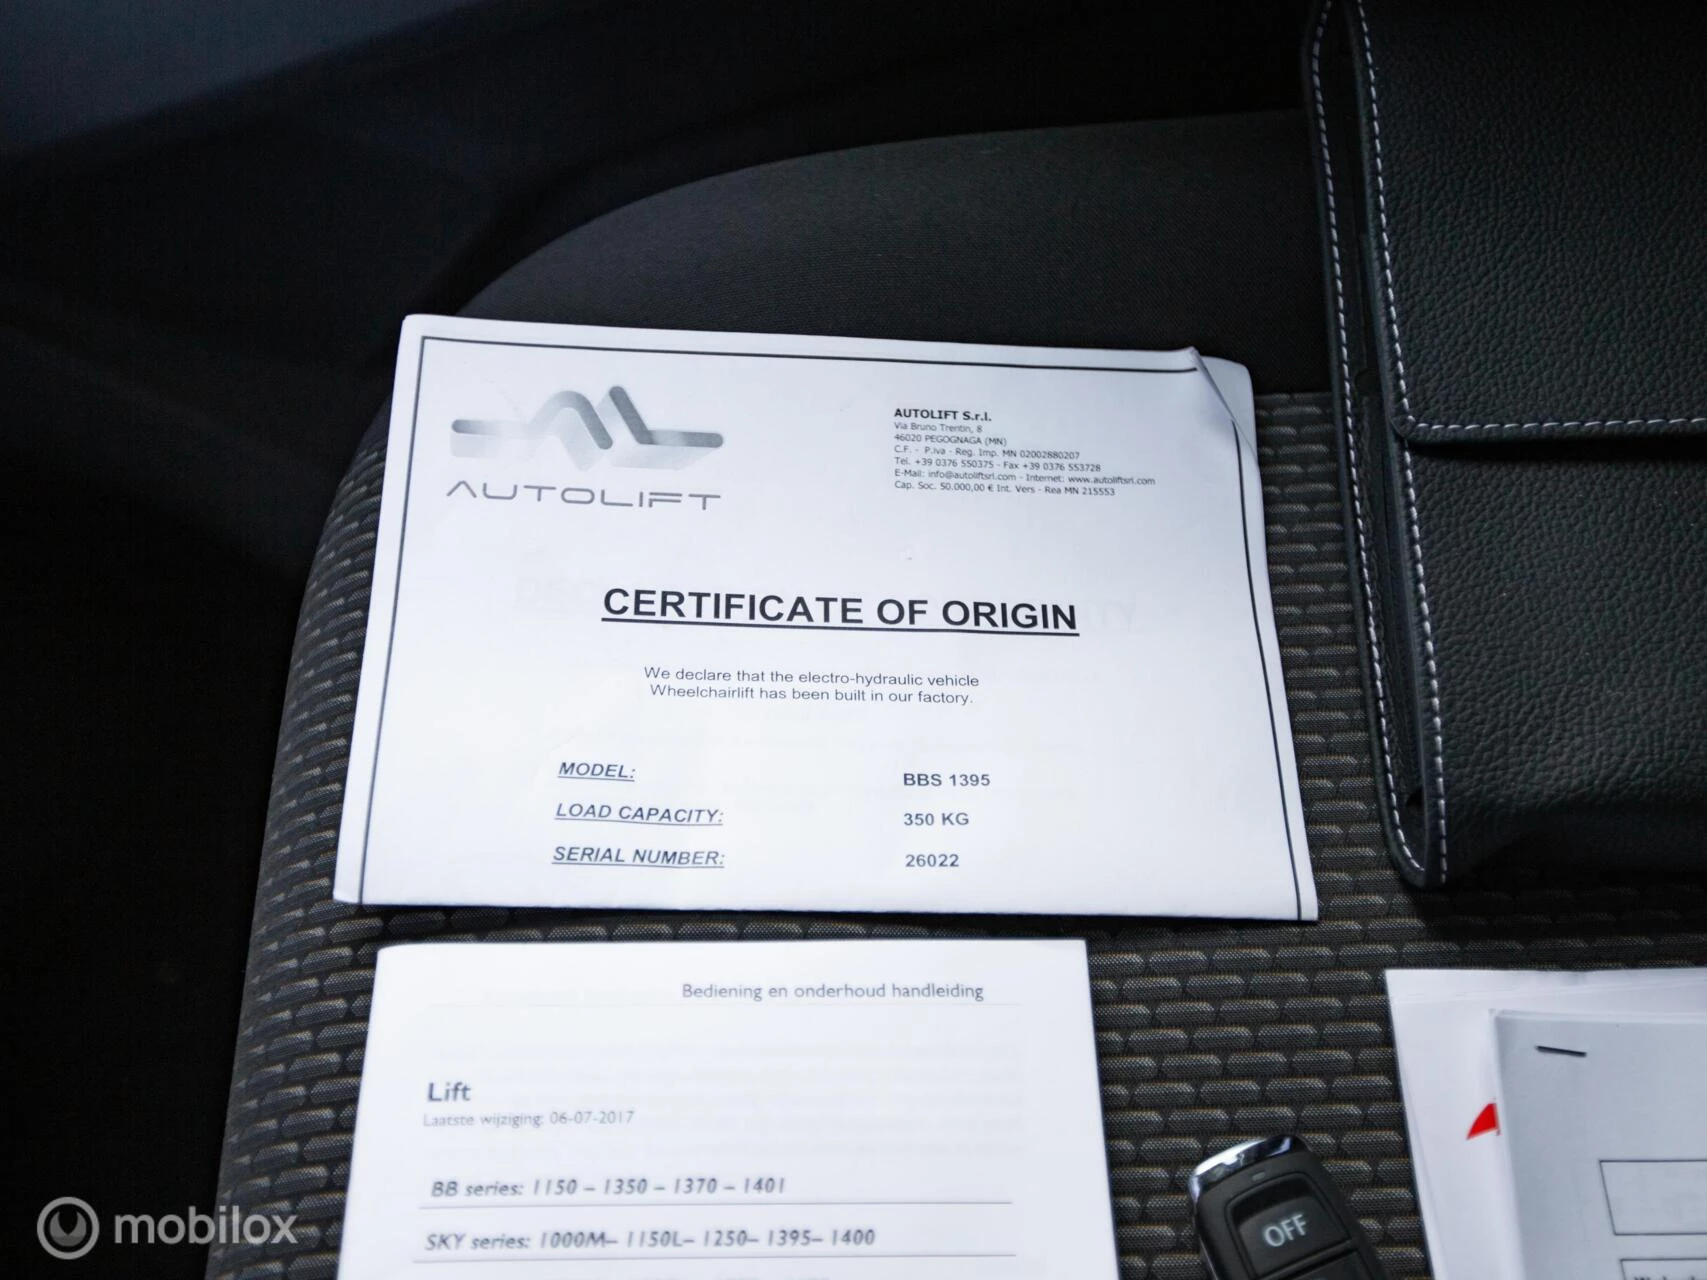 AUTOLIFT
AUTOLIFT S.r.l.
Via Bruno Trentin, 8
46020 PEGOGNAGA (MN)
C.F. - P.iva - Reg. Imp. MN 02002880207
Tel. +39 0376 550375 - Fax +39 0376 553728
E-Mail: info@autoliftsrl.com - Internet: www.autoliftsrl.com
Cap. Soc. 50.000,00 € Int. Vers - Rea MN 215553
CERTIFICATE OF ORIGIN
We declare that the electro-hydraulic vehicle
Wheelchairlift has been built in our factory.
MODEL: BBS 1395
LOAD CAPACITY: 350 KG
SERIAL NUMBER: 26022
Bediening en onderhoud handleiding
Lift
Laatste wijziging: 06-07-2017
BB series: 1150 – 1350 – 1370 – 1401
SKY series: 1000M– 1150L– 1250– 1395– 1400
OFF
mobilox